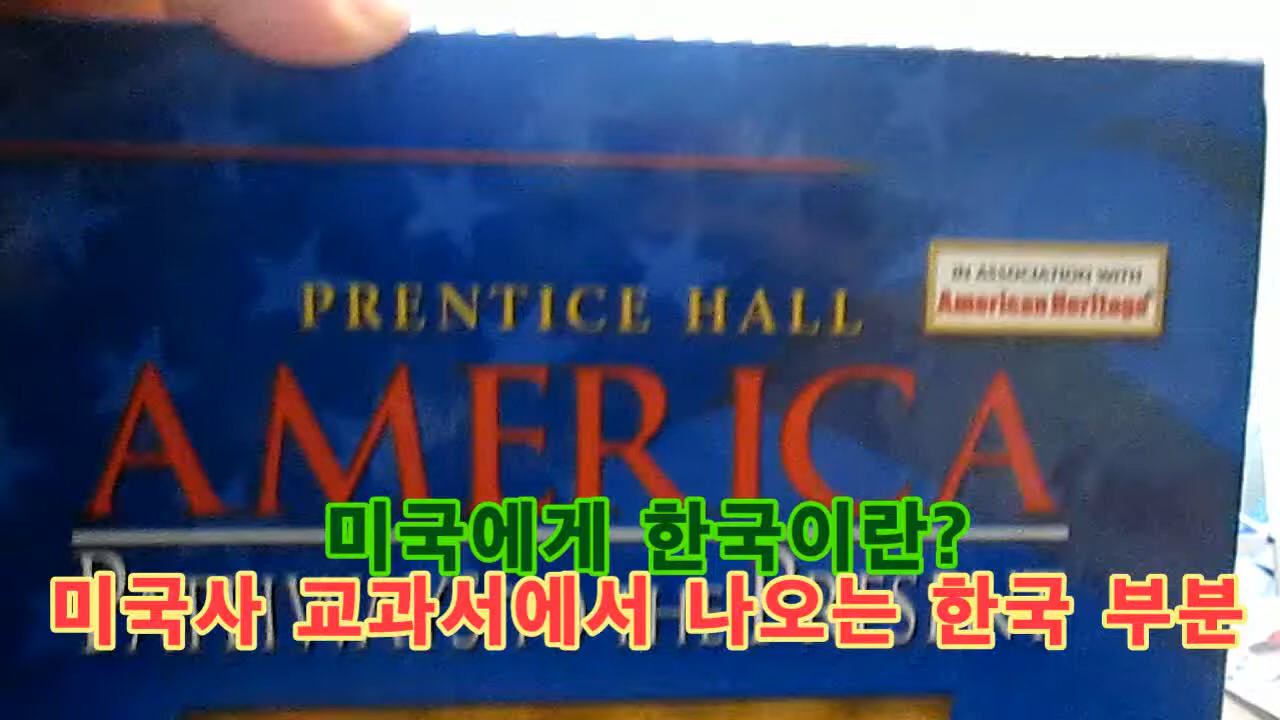 PRENTICE HALL
IN ASSOCIATION WITH
American Heritage®
AMERICA
미국에게 한국이란?
미국사 교과서에서 나오는 한국 부분